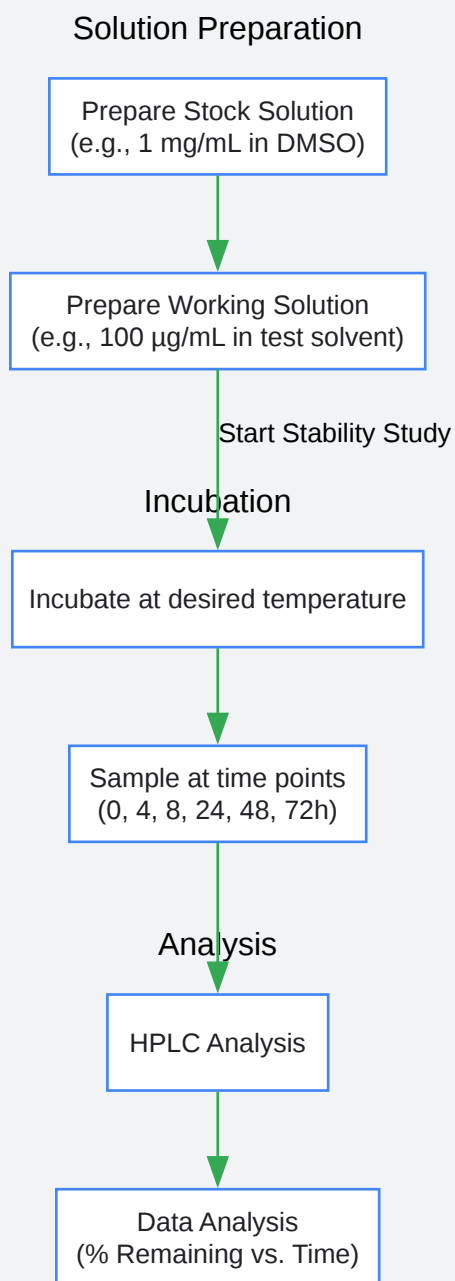 Solution Preparation
Prepare Stock Solution
(e.g., 1 mg/mL in DMSO)
Prepare Working Solution
(e.g., 100 µg/mL in test solvent)
Start Stability Study
Incubation
Incubate at desired temperature
Sample at time points
(0, 4, 8, 24, 48, 72h)
Analysis
HPLC Analysis
Data Analysis
(% Remaining vs. Time)